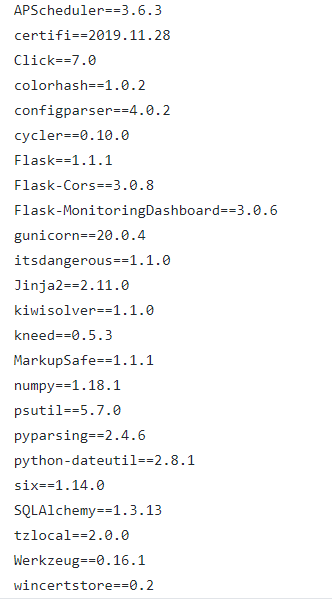 APScheduler==3.6.3
certifi==2019.11.28
Click==7.0
colorhash==1.0.2
configparser==4.0.2
cycler==0.10.0
Flask==1.1.1
Flask-Cors==3.0.8
Flask-MonitoringDashboard==3.0.6
gunicorn==20.0.4
itsdangerous==1.1.0
Jinja2==2.11.0
kiwisolver==1.1.0
kneed==0.5.3
MarkupSafe==1.1.1
numpy==1.18.1
psutil==5.7.0
pyparsing==2.4.6
python-dateutil==2.8.1
six==1.14.0
SQLAlchemy==1.3.13
tzlocal==2.0.0
Werkzeug==0.16.1
wincertstore==0.2